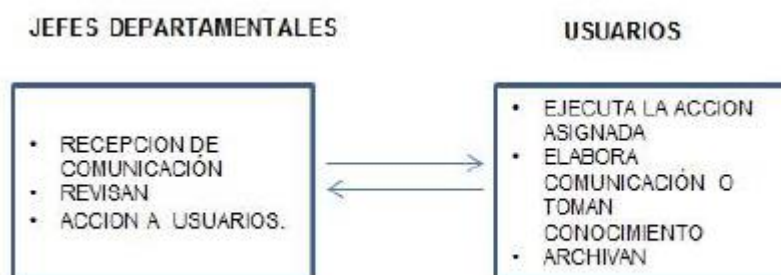 JEFES DEPARTAMENTALES
• RECEPCION DE
COMUNICACIÓN
• REVISAN
• ACCION A USUARIOS.
USUARIOS
• EJECUTA LA ACCION
ASIGNADA
• ELABORA
COMUNICACIÓN O
TOMAN
CONOCIMIENTO
• ARCHIVAN